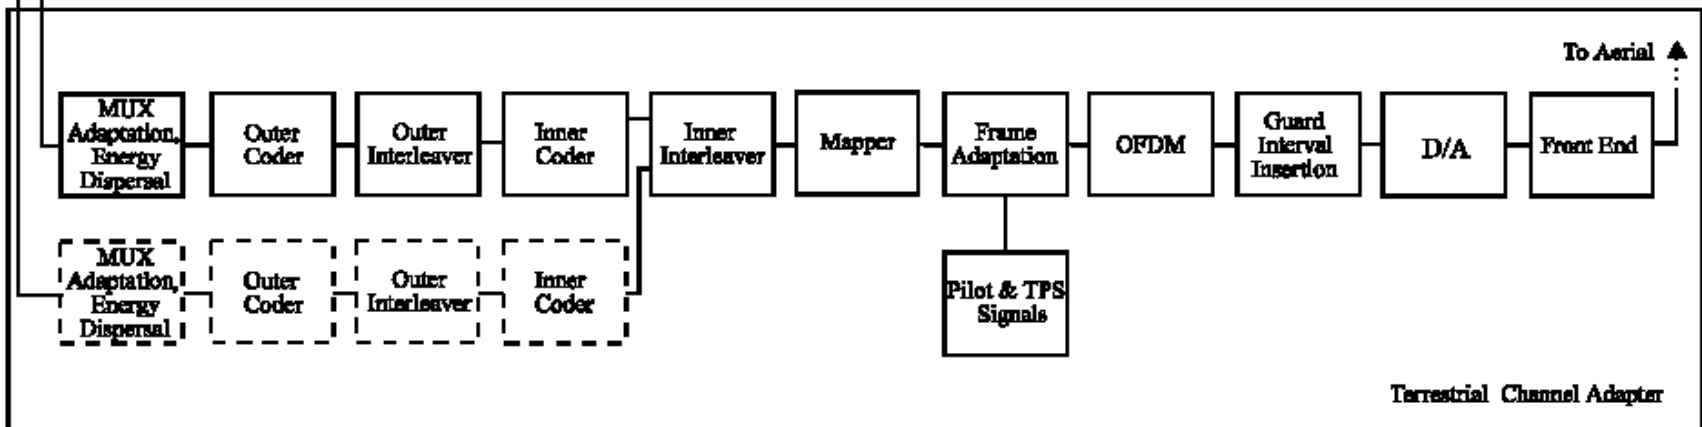 To Aerial
MUX
Adaptation,
Energy
Dispersal
Outer
Coder
Outer
Interleaver
Inner
Coder
Inner
Interleaver
Mapper
Frame
Adaptation
OFDM
Guard
Interval
Insertion
D/A
Front End
MUX
Adaptation,
Energy
Dispersal
Outer
Coder
Outer
Interleaver
Inner
Coder
Pilot & TPS
Signals
Terrestrial Channel Adapter